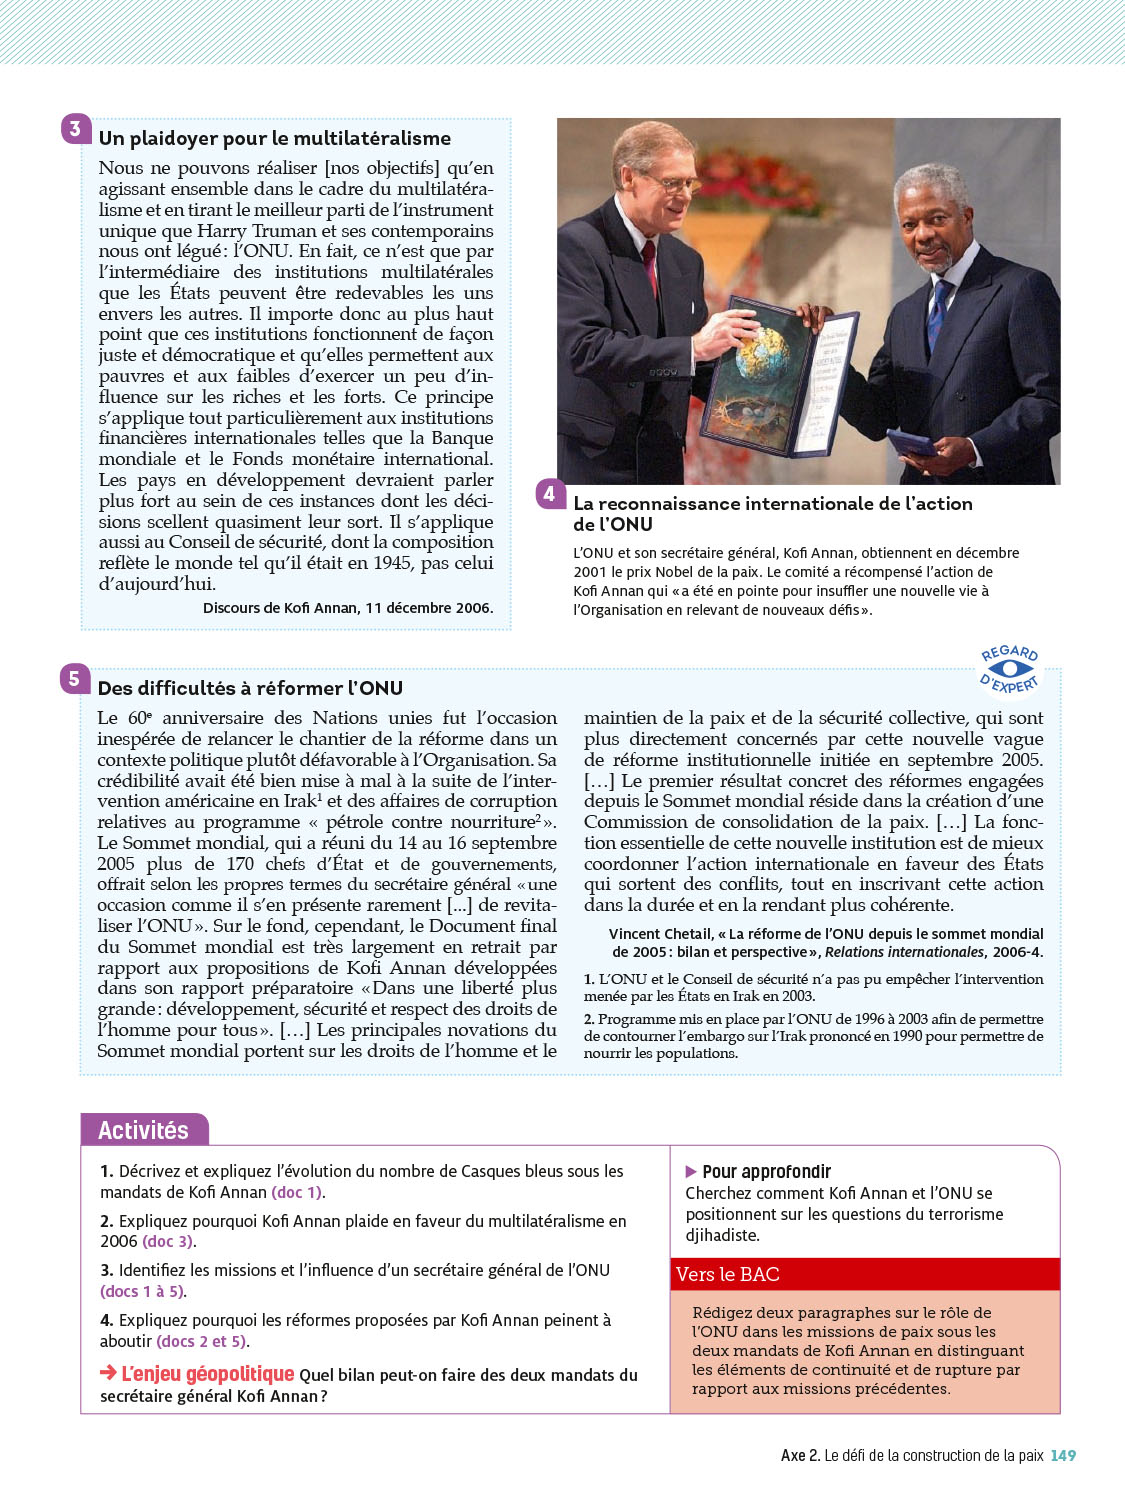 3
Un plaidoyer pour le multilatéralisme
Nous ne pouvons réaliser [nos objectifs] qu’en
agissant ensemble dans le cadre du multilatéra-
lisme et en tirant le meilleur parti de l’instrument
unique que Harry Truman et ses contemporains
nous ont légué : l’ONU. En fait, ce n’est que par
l’intermédiaire des institutions multilatérales
que les États peuvent être redevables les uns
envers les autres. Il importe donc au plus haut
point que ces institutions fonctionnent de façon
juste et démocratique et qu’elles permettent aux
pauvres et aux faibles d’exercer un peu d’in-
fluence sur les riches et les forts. Ce principe
s’applique tout particulièrement aux institutions
financières internationales telles que la Banque
mondiale et le Fonds monétaire international.
Les pays en développement devraient parler
plus fort au sein de ces instances dont les déci-
sions scellent quasiment leur sort. Il s’applique
aussi au Conseil de sécurité, dont la composition
reflète le monde tel qu’il était en 1945, pas celui
d’aujourd’hui.
Discours de Kofi Annan, 11 décembre 2006.
4
La reconnaissance internationale de l’action
de l’ONU
L’ONU et son secrétaire général, Kofi Annan, obtiennent en décembre
2001 le prix Nobel de la paix. Le comité a récompensé l’action de
Kofi Annan qui « a été en pointe pour insuffler une nouvelle vie à
l’Organisation en relevant de nouveaux défis ».
REGARD
D’EXPERT
5
Des difficultés à réformer l’ONU
Le 60e anniversaire des Nations unies fut l’occasion
inespérée de relancer le chantier de la réforme dans un
contexte politique plutôt défavorable à l’Organisation. Sa
crédibilité avait été bien mise à mal à la suite de l’inter-
vention américaine en Irak1 et des affaires de corruption
relatives au programme « pétrole contre nourriture2 ».
Le Sommet mondial, qui a réuni du 14 au 16 septembre
2005 plus de 170 chefs d’État et de gouvernements,
offrait selon les propres termes du secrétaire général « une
occasion comme il s’en présente rarement [...] de revita-
liser l’ONU ». Sur le fond, cependant, le Document final
du Sommet mondial est très largement en retrait par
rapport aux propositions de Kofi Annan développées
dans son rapport préparatoire « Dans une liberté plus
grande : développement, sécurité et respect des droits de
l’homme pour tous ». […] Les principales novations du
Sommet mondial portent sur les droits de l’homme et le
maintien de la paix et de la sécurité collective, qui sont
plus directement concernés par cette nouvelle vague
de réforme institutionnelle initiée en septembre 2005.
[…] Le premier résultat concret des réformes engagées
depuis le Sommet mondial réside dans la création d’une
Commission de consolidation de la paix. […] La fonc-
tion essentielle de cette nouvelle institution est de mieux
coordonner l’action internationale en faveur des États
qui sortent des conflits, tout en inscrivant cette action
dans la durée et en la rendant plus cohérente.
Vincent Chetail, « La réforme de l’ONU depuis le sommet mondial
de 2005 : bilan et perspective », Relations internationales, 2006-4.
1. L’ONU et le Conseil de sécurité n’a pas pu empêcher l’intervention
menée par les États en Irak en 2003.
2. Programme mis en place par l’ONU de 1996 à 2003 afin de permettre
de contourner l’embargo sur l’Irak prononcé en 1990 pour permettre de
nourrir les populations.
Activités
1. Décrivez et expliquez l’évolution du nombre de Casques bleus sous les
mandats de Kofi Annan (doc 1).
2. Expliquez pourquoi Kofi Annan plaide en faveur du multilatéralisme en
2006 (doc 3).
3. Identifiez les missions et l’influence d’un secrétaire général de l’ONU
(docs 1 à 5).
4. Expliquez pourquoi les réformes proposées par Kofi Annan peinent à
aboutir (docs 2 et 5).
→ L’enjeu géopolitique Quel bilan peut-on faire des deux mandats du
secrétaire général Kofi Annan ?
▶ Pour approfondir
Cherchez comment Kofi Annan et l’ONU se
positionnent sur les questions du terrorisme
djihadiste.
Vers le BAC
Rédigez deux paragraphes sur le rôle de
l’ONU dans les missions de paix sous les
deux mandats de Kofi Annan en distinguant
les éléments de continuité et de rupture par
rapport aux missions précédentes.
Axe 2. Le défi de la construction de la paix 149